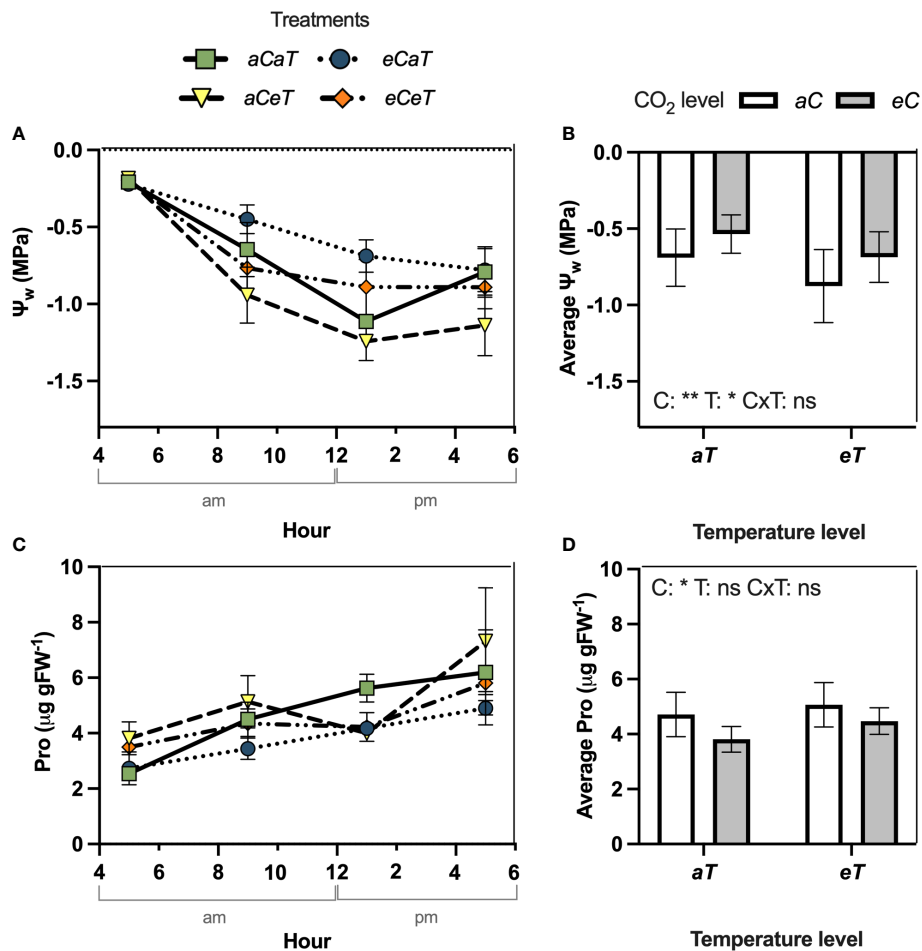 Treatments
aCaT eCaT
aCeT eCeT
CO₂ level aC eC
A
0.0
-0.5
-1.0
-1.5
Ψw (MPa)
4 6 8 10 12 2 4 6
am pm
Hour
B
0.0
-0.5
-1.0
-1.5
Average Ψw (MPa)
C: ** T: * CxT: ns
aT eT
Temperature level
C
10
8
6
4
2
0
Pro (μg gFW⁻¹)
4 6 8 10 12 2 4 6
am pm
Hour
D
10
8
6
4
2
0
Average Pro (μg gFW⁻¹)
C: * T: ns CxT: ns
aT eT
Temperature level